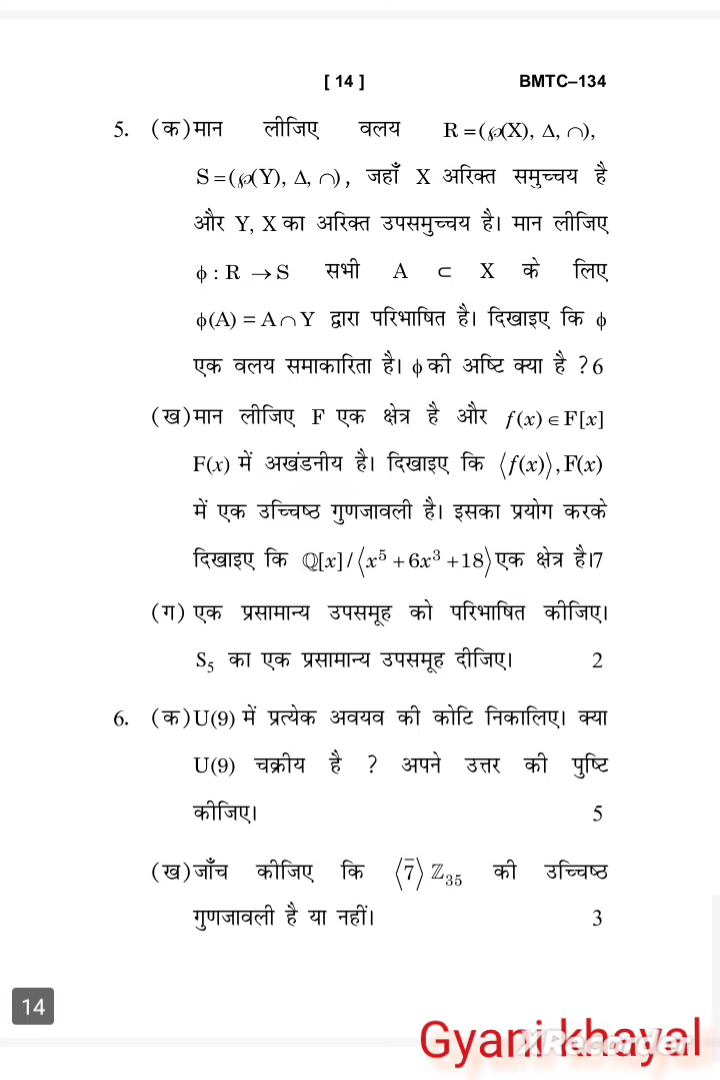 [ 14 ] BMTC–134
5. (क) मान लीजिए वलय R = (℘(X), Δ, ∩),
S = (℘(Y), Δ, ∩), जहाँ X अरिक्त समुच्चय है
और Y, X का अरिक्त उपसमुच्चय है। मान लीजिए
ϕ : R → S सभी A ⊂ X के लिए
ϕ(A) = A ∩ Y द्वारा परिभाषित है। दिखाइए कि ϕ
एक वलय समाकारिता है। ϕ की अष्टि क्या है ? 6
(ख) मान लीजिए F एक क्षेत्र है और f(x) ∈ F[x]
F(x) में अखंडनीय है। दिखाइए कि ⟨f(x)⟩, F(x)
में एक उच्चिष्ठ गुणजावली है। इसका प्रयोग करके
दिखाइए कि ℚ[x] / ⟨x⁵ + 6x³ + 18⟩ एक क्षेत्र है।7
(ग) एक प्रसामान्य उपसमूह को परिभाषित कीजिए।
S₅ का एक प्रसामान्य उपसमूह दीजिए। 2
6. (क) U(9) में प्रत्येक अवयव की कोटि निकालिए। क्या
U(9) चक्रीय है ? अपने उत्तर की पुष्टि
कीजिए। 5
(ख) जाँच कीजिए कि ⟨7̅⟩ ℤ₃₅ की उच्चिष्ठ
गुणजावली है या नहीं। 3
14
Gyani khayal
XRecorder